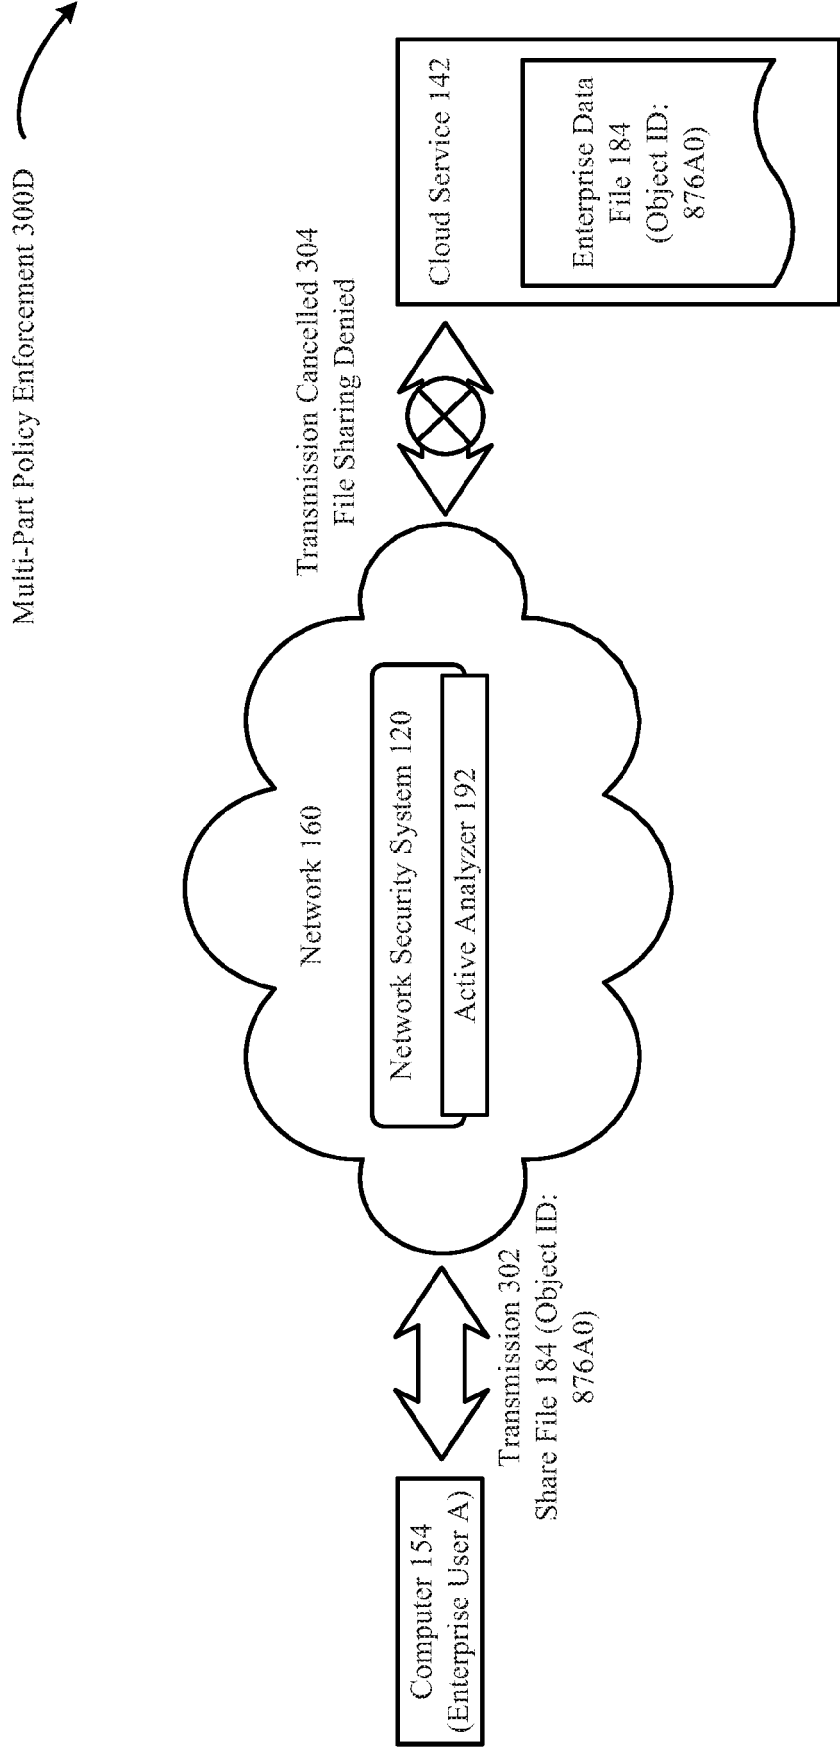 Multi-Part Policy Enforcement 300D
Computer 154
(Enterprise User A)
Transmission 302
Share File 184 (Object ID:
876A0)
Network 160
Network Security System 120
Active Analyzer 192
Transmission Cancelled 304
File Sharing Denied
Cloud Service 142
Enterprise Data
File 184
(Object ID:
876A0)